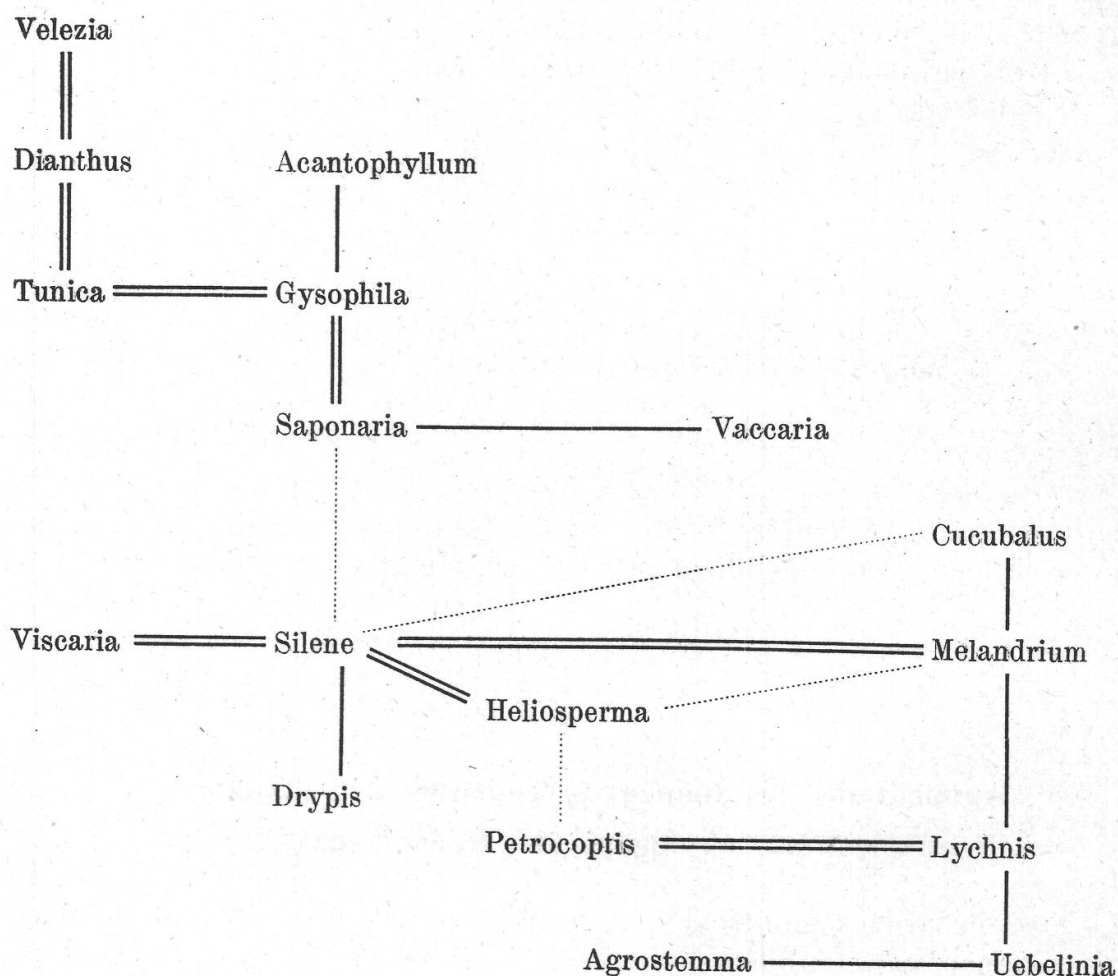 Velezia
Dianthus Acantophyllum
Tunica Gysophila
Saponaria Vaccaria
Cucubalus
Viscaria Silene Melandrium
Heliosperma
Drypis
Petrocoptis Lychnis
Agrostemma Uebelinia